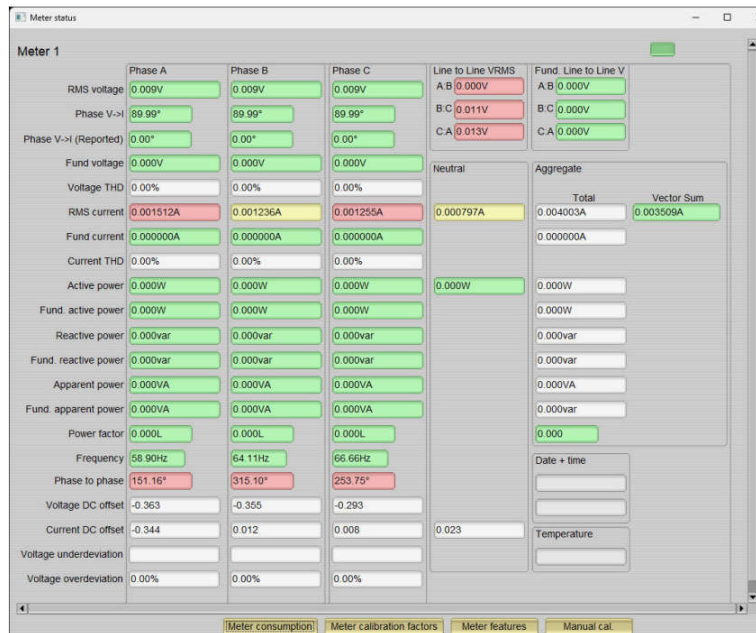 Meter status
Meter 1
Phase A Phase B Phase C Line to Line VRMS Fund. Line to Line V
RMS voltage 0.009V 0.009V 0.009V A:B 0.000V A:B 0.000V
Phase V->I 89.99° 89.99° 89.99° B:C 0.011V B:C 0.000V
Phase V->I (Reported) 0.00° 0.00° 0.00° C:A 0.013V C:A 0.000V
Fund voltage 0.000V 0.000V 0.000V Neutral Aggregate
Voltage THD 0.00% 0.00% 0.00% Total Vector Sum
RMS current 0.001512A 0.001236A 0.001255A 0.000797A 0.004003A 0.003509A
Fund current 0.000000A 0.000000A 0.000000A 0.000000A
Current THD 0.00% 0.00% 0.00%
Active power 0.000W 0.000W 0.000W 0.000W 0.000W
Fund. active power 0.000W 0.000W 0.000W 0.000W
Reactive power 0.000var 0.000var 0.000var 0.000var
Fund. reactive power 0.000var 0.000var 0.000var 0.000var
Apparent power 0.000VA 0.000VA 0.000VA 0.000VA
Fund. apparent power 0.000VA 0.000VA 0.000VA 0.000var
Power factor 0.000L 0.000L 0.000L 0.000
Frequency 58.90Hz 64.11Hz 66.66Hz Date + time
Phase to phase 151.16° 315.10° 253.75°
Voltage DC offset -0.363 -0.355 -0.293
Current DC offset -0.344 0.012 0.008 0.023 Temperature
Voltage underdeviation
Voltage overdeviation 0.00% 0.00% 0.00%
Meter consumption Meter calibration factors Meter features Manual cal.